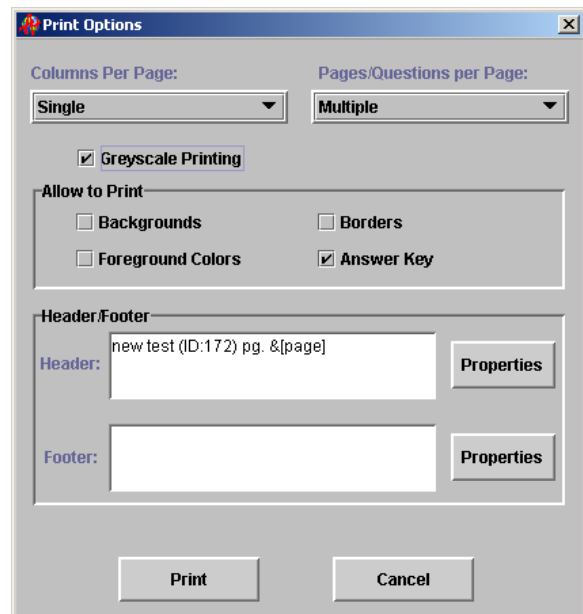 Print Options
Columns Per Page: Pages/Questions per Page:
Single Multiple
Greyscale Printing
Allow to Print
Backgrounds Borders
Foreground Colors Answer Key
Header/Footer
new test (ID:172) pg. &[page]
Header: Properties
Footer: Properties
Print Cancel